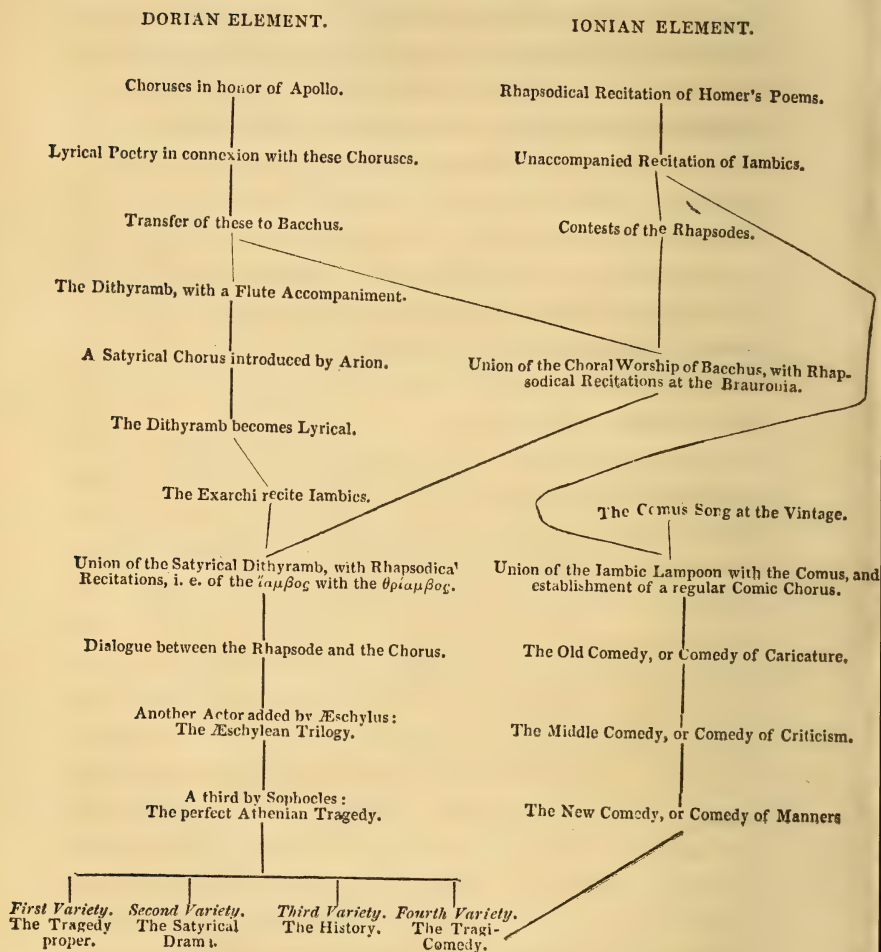 DORIAN ELEMENT.
Choruses in honor of Apollo.
Lyrical Poetry in connexion with these Choruses.
Transfer of these to Bacchus.
The Dithyramb, with a Flute Accompaniment.
A Satyrical Chorus introduced by Arion.
The Dithyramb becomes Lyrical.
The Exarchi recite Iambics.
Union of the Satyrical Dithyramb, with Rhapsodical
Recitations, i. e. of the ἴαμβος with the θρίαμβος.
Dialogue between the Rhapsode and the Chorus.
Another Actor added by Æschylus:
The Æschylean Trilogy.
A third by Sophocles:
The perfect Athenian Tragedy.
First Variety.
The Tragedy
proper.
Second Variety.
The Satyrical
Drama.
Third Variety.
The History.
Fourth Variety.
The Tragi-
Comedy.
IONIAN ELEMENT.
Rhapsodical Recitation of Homer's Poems.
Unaccompanied Recitation of Iambics.
Contests of the Rhapsodes.
Union of the Choral Worship of Bacchus, with Rhap-
sodical Recitations at the Brauronia.
The Comus Song at the Vintage.
Union of the Iambic Lampoon with the Comus, and
establishment of a regular Comic Chorus.
The Old Comedy, or Comedy of Caricature.
The Middle Comedy, or Comedy of Criticism.
The New Comedy, or Comedy of Manners